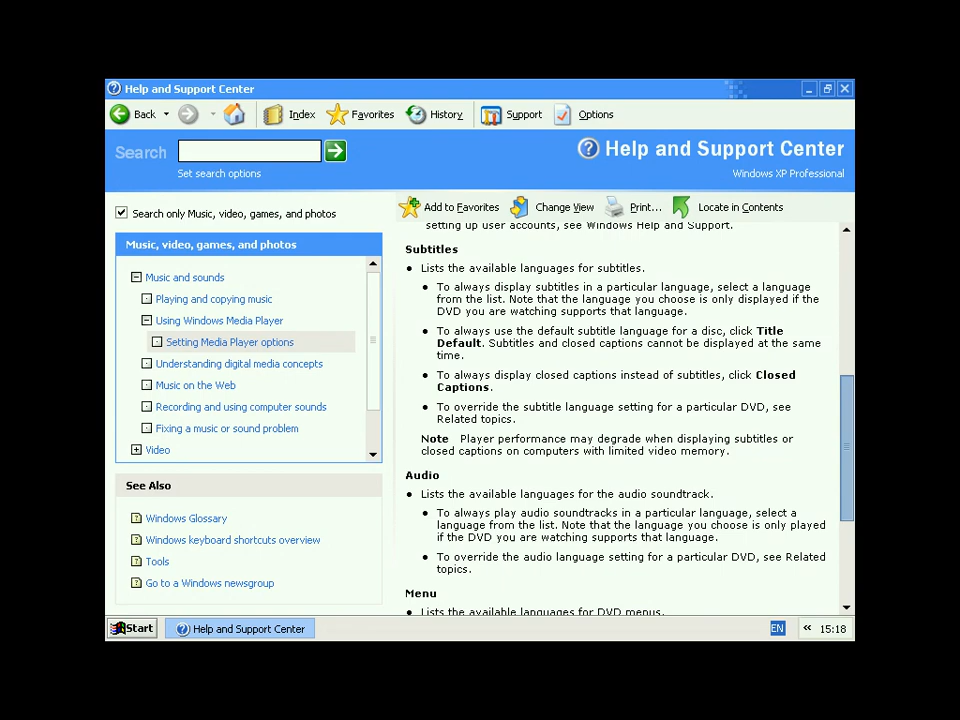 Help and Support Center
Back
Index
Favorites
History
Support
Options
Search
Set search options
Help and Support Center
Windows XP Professional
Search only Music, video, games, and photos
Add to Favorites
Change View
Print...
Locate in Contents
Music, video, games, and photos
Music and sounds
Playing and copying music
Using Windows Media Player
Setting Media Player options
Understanding digital media concepts
Music on the Web
Recording and using computer sounds
Fixing a music or sound problem
Video
See Also
Windows Glossary
Windows keyboard shortcuts overview
Tools
Go to a Windows newsgroup
setting up user accounts, see Windows Help and Support.
Subtitles
● Lists the available languages for subtitles.
● To always display subtitles in a particular language, select a language
from the list. Note that the language you choose is only displayed if the
DVD you are watching supports that language.
● To always use the default subtitle language for a disc, click Title
Default. Subtitles and closed captions cannot be displayed at the same
time.
● To always display closed captions instead of subtitles, click Closed
Captions.
● To override the subtitle language setting for a particular DVD, see
Related topics.
Note Player performance may degrade when displaying subtitles or
closed captions on computers with limited video memory.
Audio
● Lists the available languages for the audio soundtrack.
● To always play audio soundtracks in a particular language, select a
language from the list. Note that the language you choose is only played
if the DVD you are watching supports that language.
● To override the audio language setting for a particular DVD, see Related
topics.
Menu
● Lists the available languages for DVD menus.
Start
Help and Support Center
EN
« 15:18